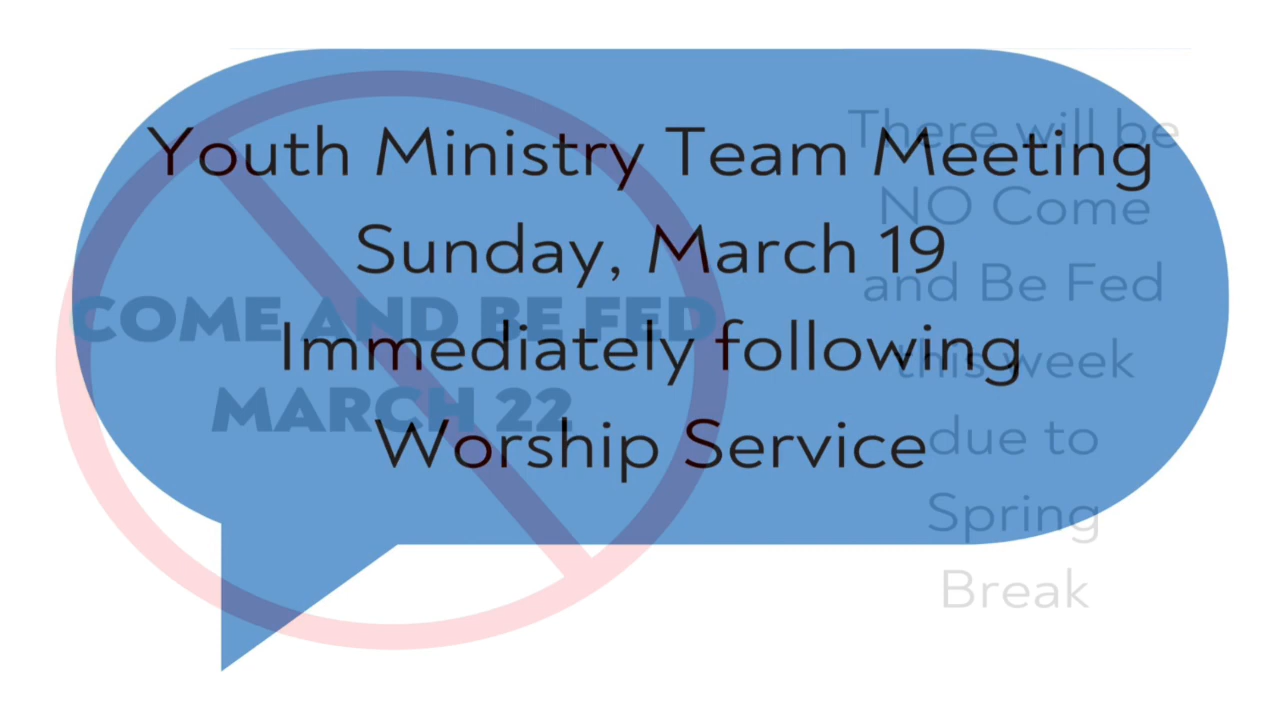 Youth Ministry Team Meeting
Sunday, March 19
Immediately following
Worship Service
COME AND BE FED
MARCH 22
There will be
NO Come
and Be Fed
this week
due to
Spring
Break